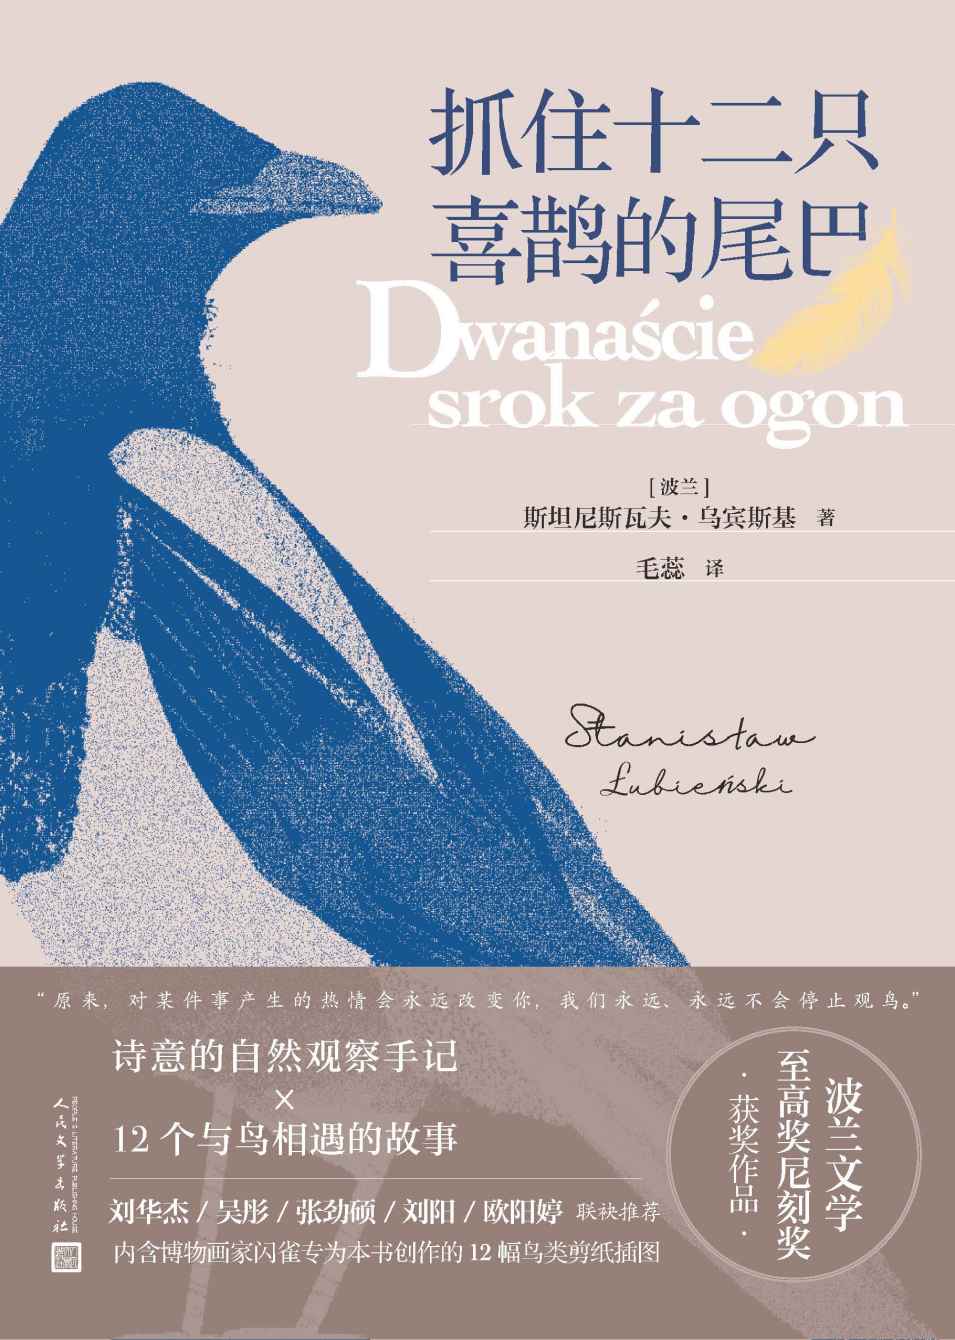 抓住十二只
喜鹊的尾巴
Dwanaście
srok za ogon
[波兰]
斯坦尼斯瓦夫·乌宾斯基 著
毛蕊 译
Stanisław
Łubieński
“原来，对某件事产生的热情会永远改变你，我们永远、永远不会停止观鸟。”
诗意的自然观察手记
×
12个与鸟相遇的故事
刘华杰/吴彤/张劲硕/刘阳/欧阳婷 联袂推荐
内含博物画家闪雀专为本书创作的12幅鸟类剪纸插图
波兰文学
至高奖尼刻奖
·获奖作品·
人民文学出版社
PEOPLE'S LITERATURE PUBLISHING HOUSE